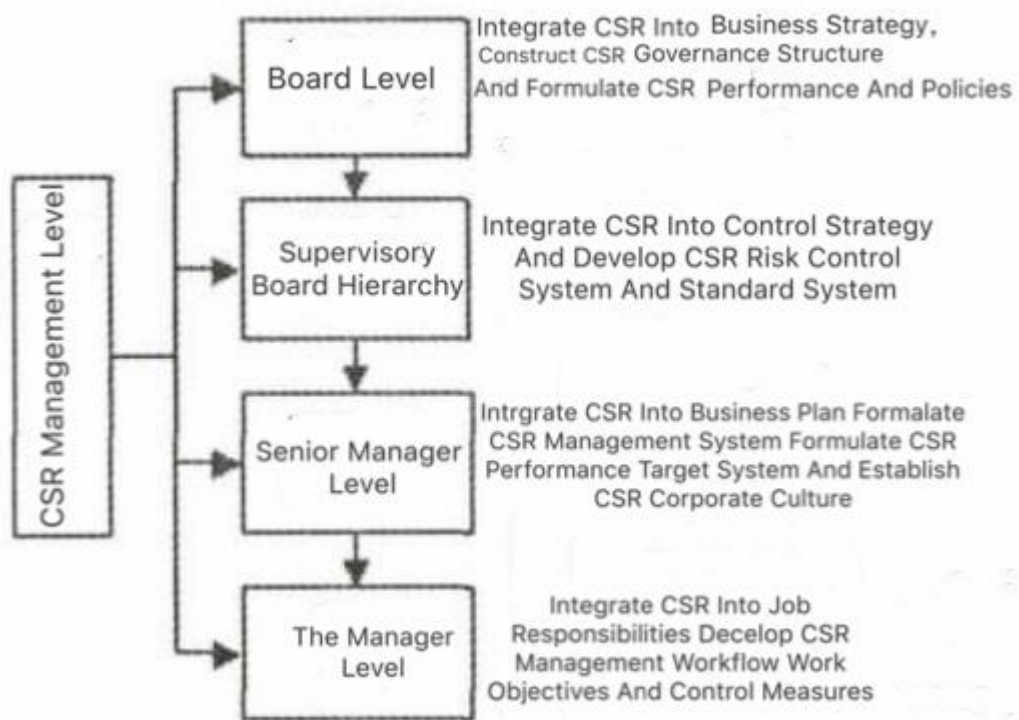 CSR Management Level
Board Level
Integrate CSR Into Business Strategy,
Construct CSR Governance Structure
And Formulate CSR Performance And Policies
Supervisory
Board Hierarchy
Integrate CSR Into Control Strategy
And Develop CSR Risk Control
System And Standard System
Senior Manager
Level
Intrgrate CSR Into Business Plan Formalate
CSR Management System Formulate CSR
Performance Target System And Establish
CSR Corporate Culture
The Manager
Level
Integrate CSR Into Job
Responsibilities Decelop CSR
Management Workflow Work
Objectives And Control Measures